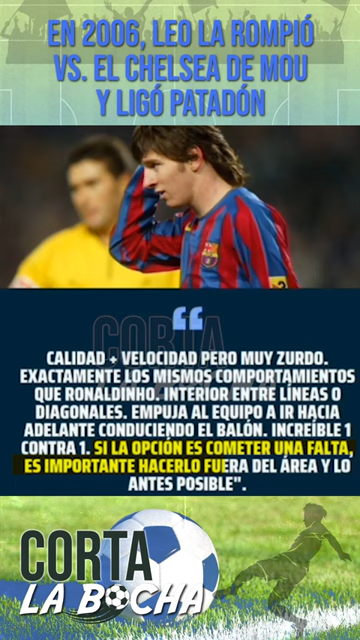 EN 2006, LEO LA ROMPIÓ
VS. EL CHELSEA DE MOU
Y LIGÓ PATADÓN
CORTA
“
CALIDAD + VELOCIDAD PERO MUY ZURDO.
EXACTAMENTE LOS MISMOS COMPORTAMIENTOS
QUE RONALDINHO. INTERIOR ENTRE LÍNEAS O
DIAGONALES. EMPUJA AL EQUIPO A IR HACIA
ADELANTE CONDUCIENDO EL BALÓN. INCREÍBLE 1
CONTRA 1. SI LA OPCIÓN ES COMETER UNA FALTA,
ES IMPORTANTE HACERLO FUERA DEL ÁREA Y LO
ANTES POSIBLE".
CORTA
LA BOCHA